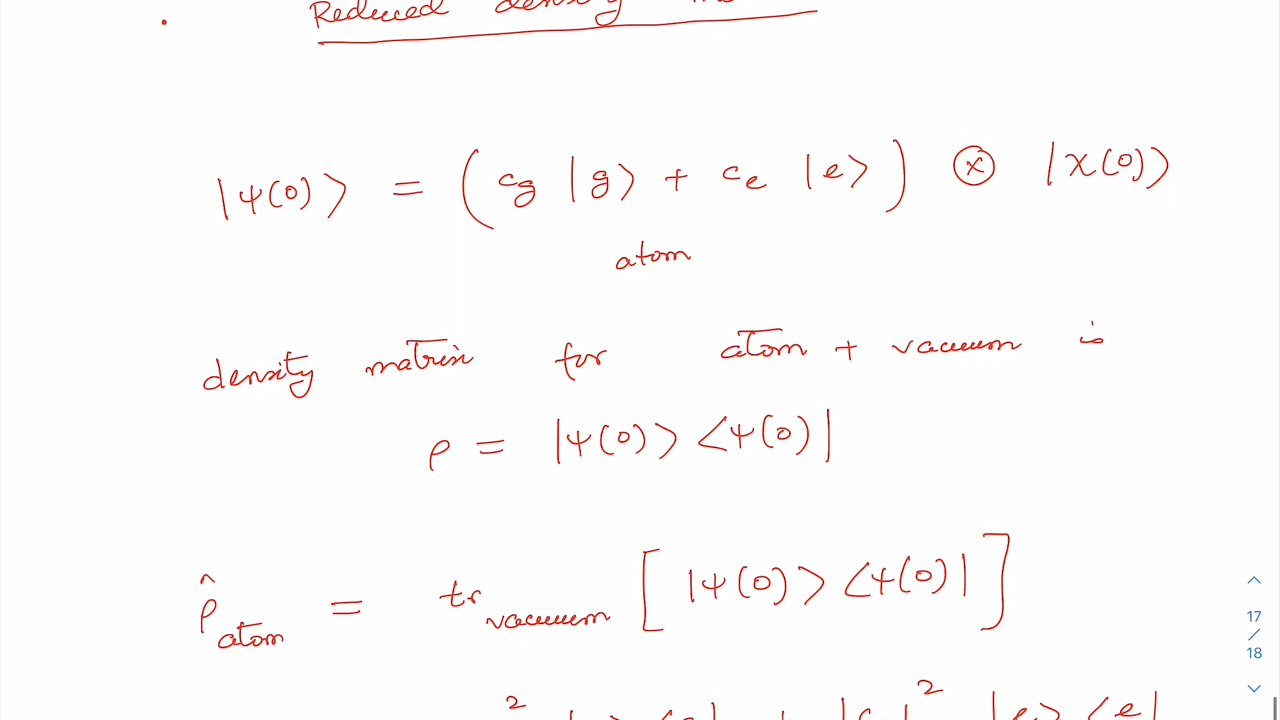 Reduced density
|ψ(0)⟩ = ( c_g |g⟩ + c_e |e⟩ ) ⊗ |χ(0)⟩
atom
density matrix for atom + vacuum is
ρ = |ψ(0)⟩ ⟨ψ(0)|
ρ̂_atom = tr_vacuum [ |ψ(0)⟩ ⟨ψ(0)| ]
17
/
18